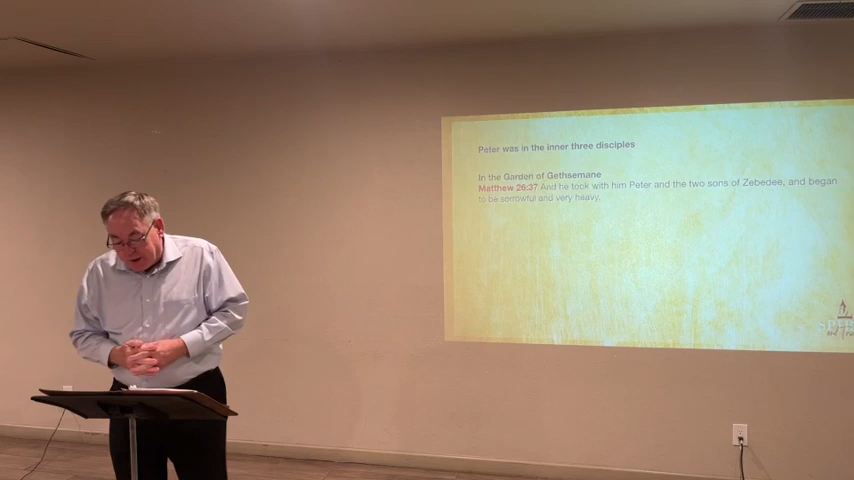 Peter was in the inner three disciples
In the Garden of Gethsemane
Matthew 26:37 And he took with him Peter and the two sons of Zebedee, and began
to be sorrowful and very heavy.